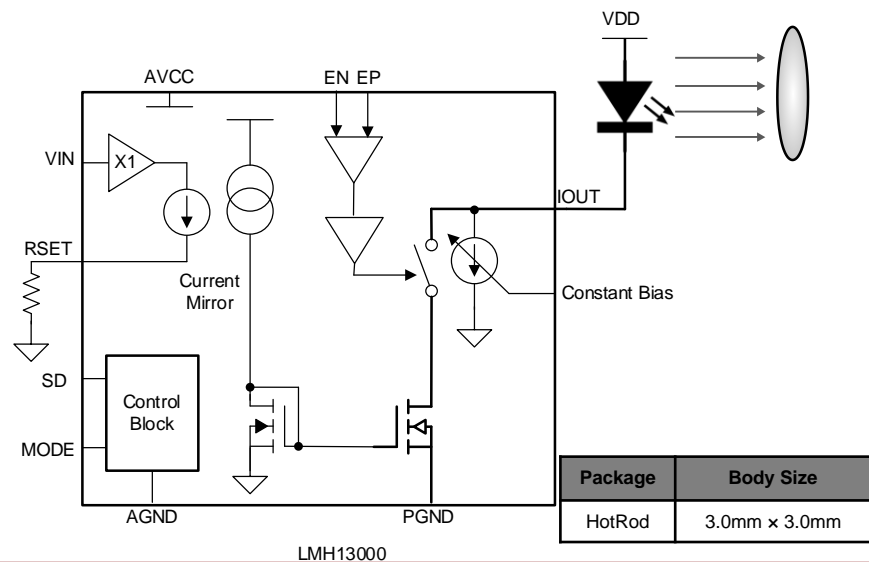 VDD
AVCC
EN EP
VIN
X1
IOUT
RSET
Current
Mirror
Constant Bias
SD
Control
Block
MODE
AGND
PGND
LMH13000
Package Body Size
HotRod 3.0mm × 3.0mm